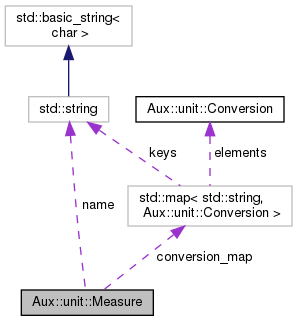 std::basic_string<
char >
std::string
Aux::unit::Conversion
keys
elements
std::map< std::string,
Aux::unit::Conversion >
name
conversion_map
Aux::unit::Measure